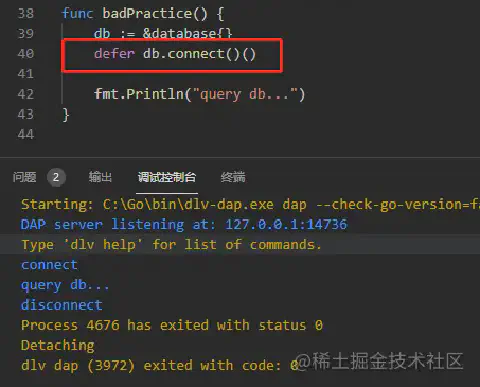 38 func badPractice() {
39 db := &database{}
40 defer db.connect()()
41
42 fmt.Println("query db...")
43 }
44
问题 2 输出 调试控制台 终端
Starting: C:\Go\bin\dlv-dap.exe dap --check-go-version=fa
DAP server listening at: 127.0.0.1:14736
Type 'dlv help' for list of commands.
connect
query db...
disconnect
Process 4676 has exited with status 0
Detaching
dlv dap (3972) exited with code: 0
@稀土掘金技术社区